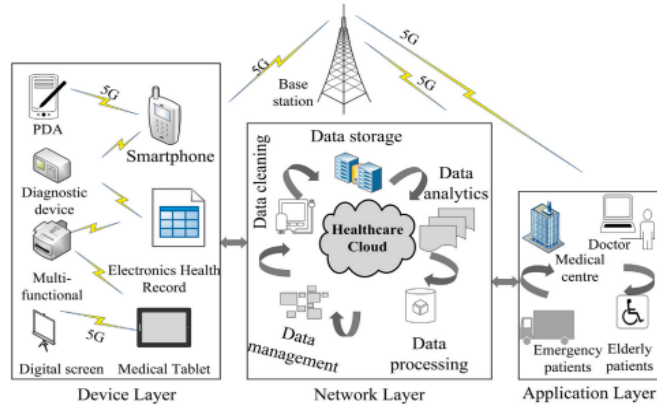 5G
Base
station
5G
5G
5G
PDA
Smartphone
Diagnostic
device
Multi-
functional
Electronics Health
Record
5G
Digital screen
Medical Tablet
Device Layer
Data storage
Data cleaning
Data
analytics
Healthcare
Cloud
Data
management
Data
processing
Network Layer
Doctor
Medical
centre
Emergency
patients
Elderly
patients
Application Layer